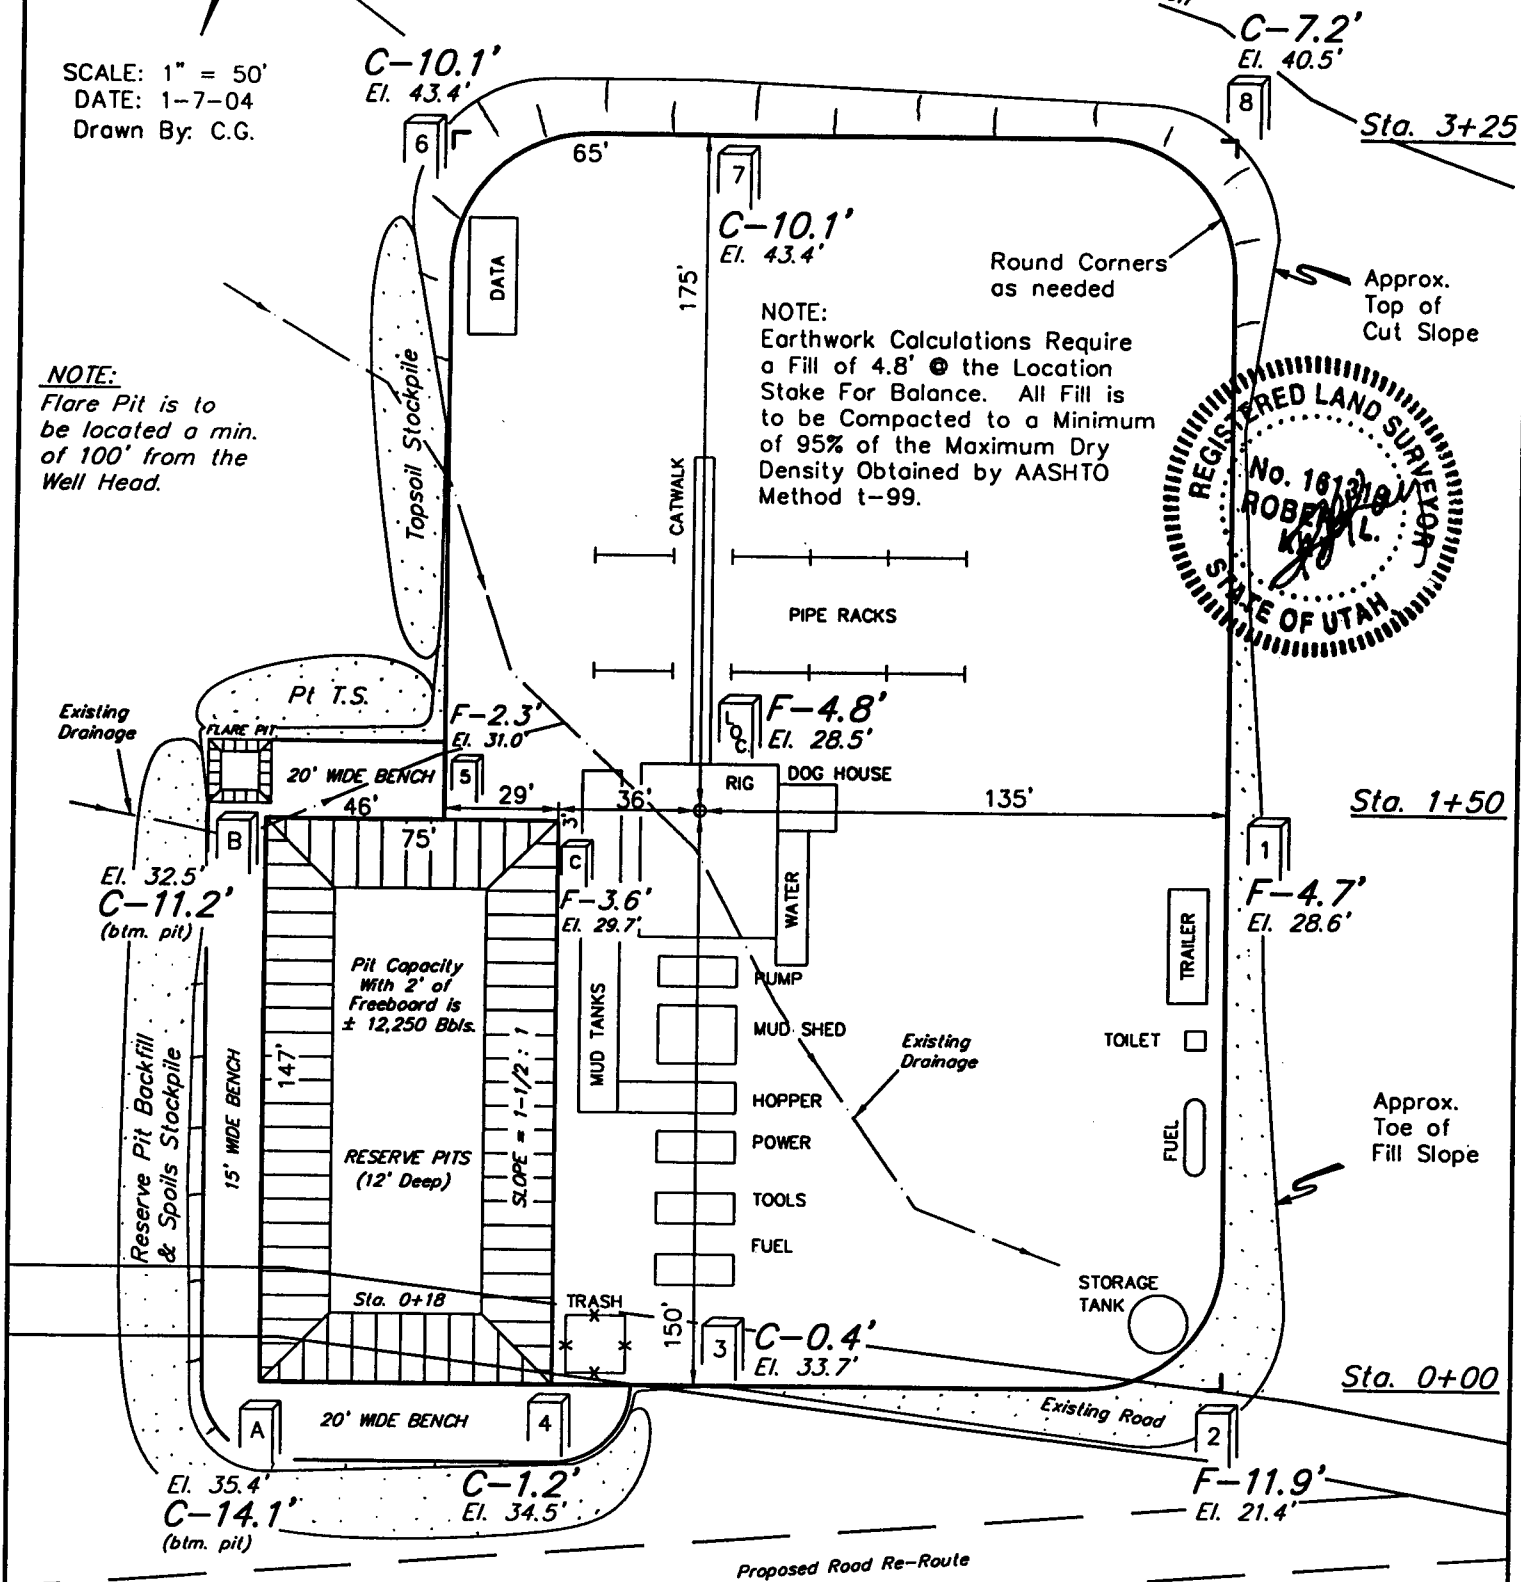 C-7.2'
El. 40.5'
SCALE: 1" = 50'
DATE: 1-7-04
Drawn By: C.G.
C-10.1'
El. 43.4'
6
8
Sta. 3+25
65'
7
C-10.1'
El. 43.4'
DATA
175'
Round Corners
as needed
Approx.
Top of
Cut Slope
NOTE:
Earthwork Calculations Require
a Fill of 4.8' @ the Location
Stake For Balance. All Fill is
to be Compacted to a Minimum
of 95% of the Maximum Dry
Density Obtained by AASHTO
Method t-99.
NOTE:
Flare Pit is to
be located a min.
of 100' from the
Well Head.
Topsoil Stockpile
REGISTERED LAND SURVEYOR
No.
STATE OF UTAH
CATWALK
PIPE RACKS
Pt T.S.
Existing
Drainage
FLARE PIT
F-2.3'
El. 31.0'
LOC.
F-4.8'
El. 28.5'
20' WIDE BENCH
5
RIG
DOG HOUSE
46'
29'
36'
135'
Sta. 1+50
B
75'
3'
C
1
El. 32.5'
C-11.2'
(btm. pit)
F-3.6'
El. 29.7'
WATER
TRAILER
F-4.7'
El. 28.6'
Pit Capacity
With 2' of
Freeboard is
± 12,250 Bbls.
PUMP
MUD TANKS
MUD SHED
TOILET
Existing
Drainage
Reserve Pit Backfill
& Spoils Stockpile
15' WIDE BENCH
147'
SLOPE = 1-1/2 : 1
HOPPER
POWER
FUEL
Approx.
Toe of
Fill Slope
RESERVE PITS
(12' Deep)
TOOLS
FUEL
STORAGE
TANK
Sta. 0+18
TRASH
150'
3
C-0.4'
El. 33.7'
Sta. 0+00
A
20' WIDE BENCH
4
Existing Road
2
El. 35.4'
C-14.1'
(btm. pit)
C-1.2'
El. 34.5'
F-11.9'
El. 21.4'
Proposed Road Re-Route